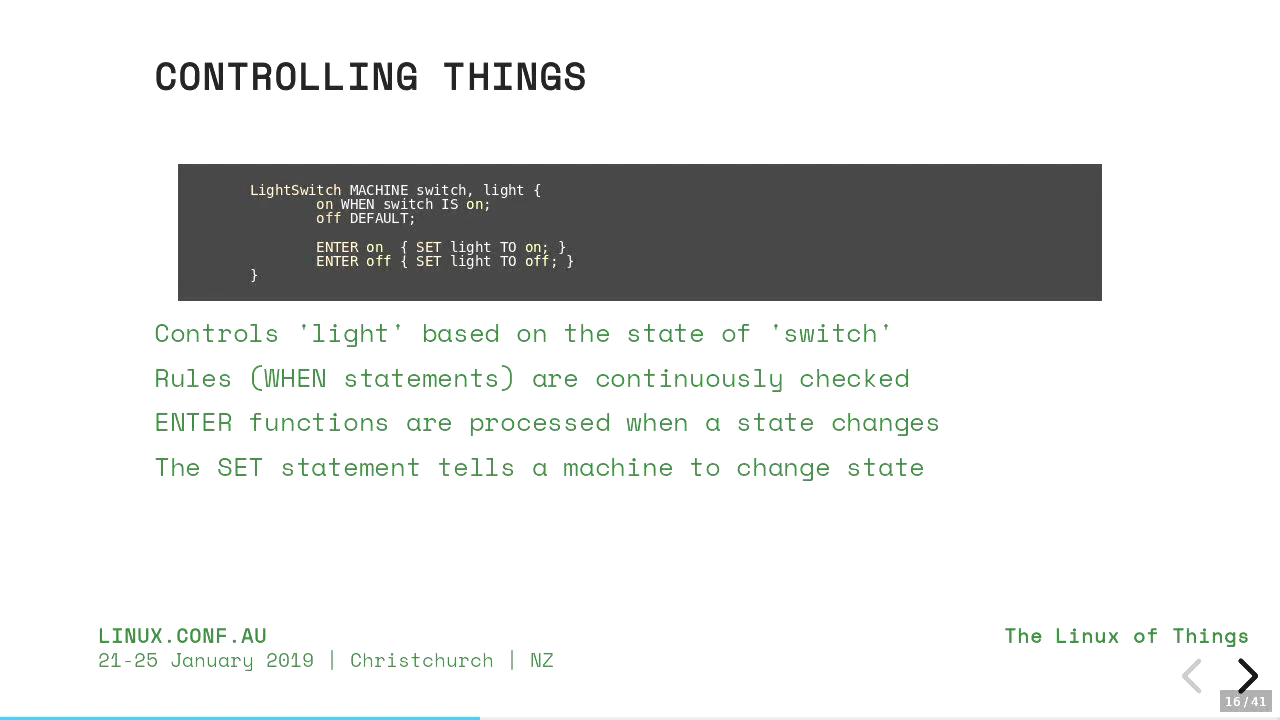 CONTROLLING THINGS
LightSwitch MACHINE switch, light {
on WHEN switch IS on;
off DEFAULT;
ENTER on  { SET light TO on; }
ENTER off { SET light TO off; }
}
Controls 'light' based on the state of 'switch'
Rules (WHEN statements) are continuously checked
ENTER functions are processed when a state changes
The SET statement tells a machine to change state
LINUX.CONF.AU
21-25 January 2019 | Christchurch | NZ
The Linux of Things
16/41